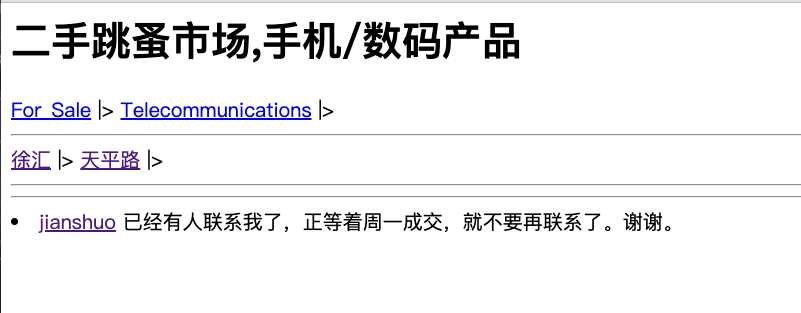 二手跳蚤市场,手机/数码产品
For Sale |> Telecommunications |>
徐汇 |> 天平路 |>
• jianshuo 已经有人联系我了，正等着周一成交，就不要再联系了。谢谢。